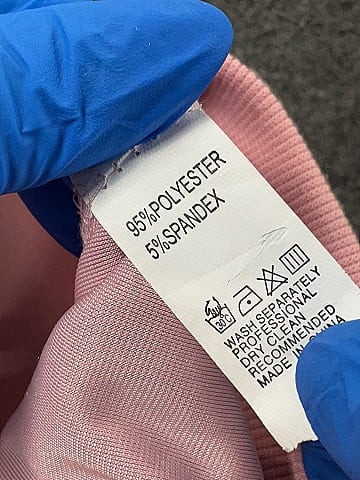 95%POLYESTER
5%SPANDEX
30°C
WASH SEPARATELY
PROFESSIONAL
DRY CLEAN
RECOMMENDED
MADE IN CHINA